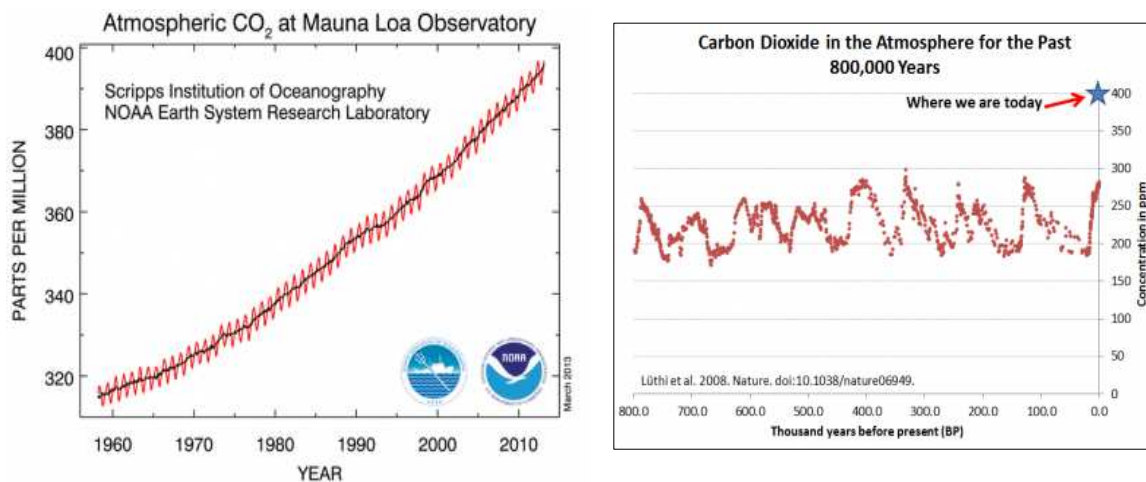 Atmospheric CO₂ at Mauna Loa Observatory
Scripps Institution of Oceanography
NOAA Earth System Research Laboratory
PARTS PER MILLION
400
380
360
340
320
1960 1970 1980 1990 2000 2010
YEAR
NOAA
March 2013
Carbon Dioxide in the Atmosphere for the Past
800,000 Years
Where we are today
400
350
300
250
200
150
100
50
0
Concentration in ppm
Lüthi et al. 2008. Nature. doi:10.1038/nature06949.
800.0 700.0 600.0 500.0 400.0 300.0 200.0 100.0 0.0
Thousand years before present (BP)